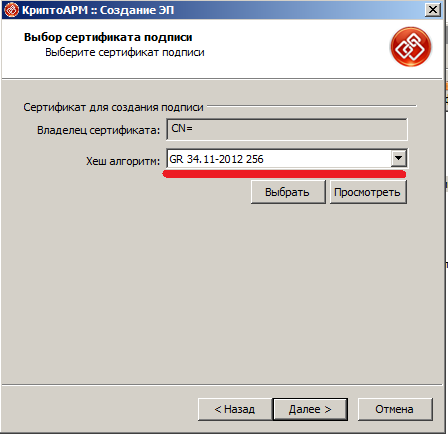 КриптоАРМ :: Создание ЭП
Выбор сертификата подписи
Выберите сертификат подписи
Сертификат для создания подписи
Владелец сертификата: CN=
Хеш алгоритм: GR 34.11-2012 256
Выбрать Просмотреть
< Назад Далее > Отмена